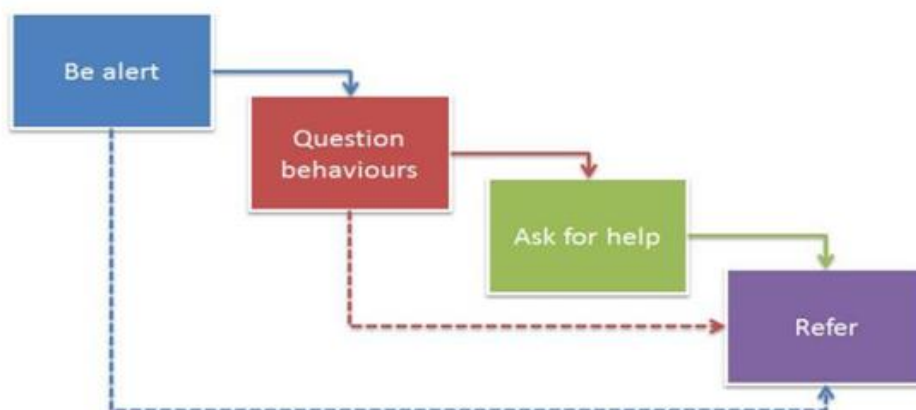 Be alert
Question
behaviours
Ask for help
Refer